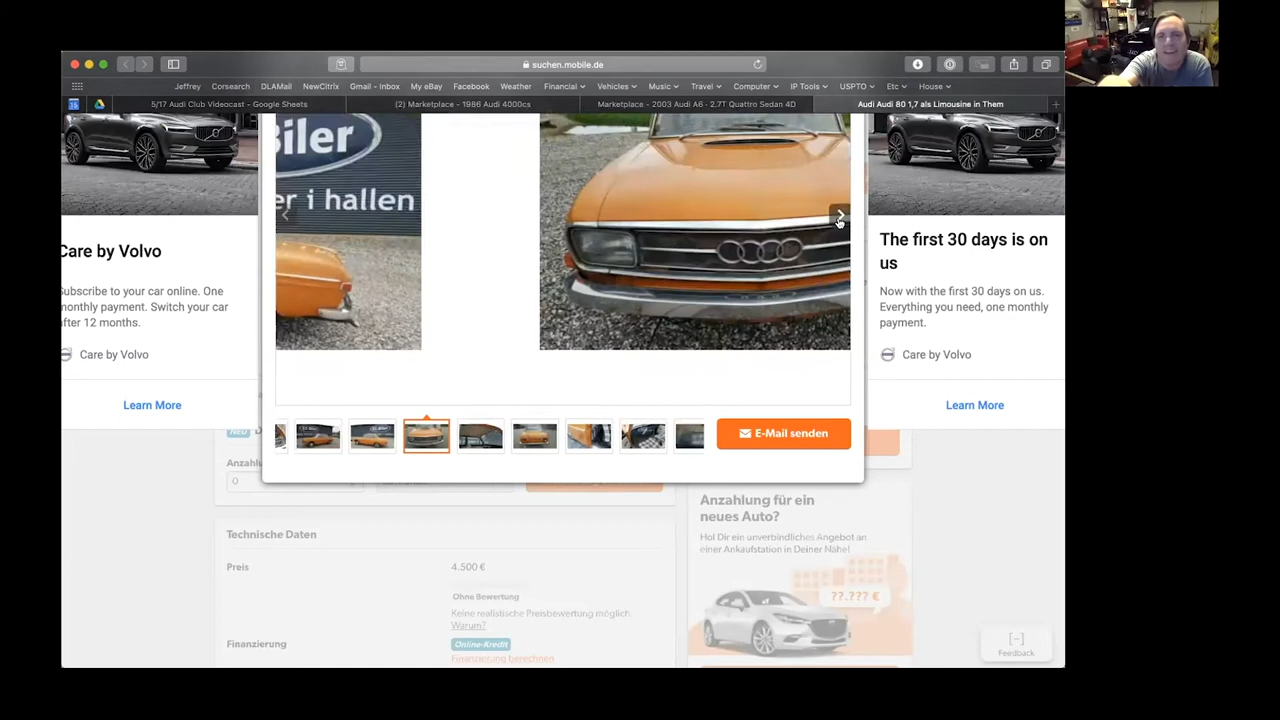 suchen.mobile.de
Jeffrey Corsearch DLAMail NewCitrix Gmail - Inbox My eBay Facebook Weather Financial Music Vehicles Travel Computer IP Tools USPTO Etc House
5/17 Audi Club Videocast - Google Sheets
(2) Marketplace - 1986 Audi 4000cs
Marketplace - 2003 Audi A6 - 2.7T Quattro Sedan 4D
Audi Audi 80 1,7 als Limousine in Them
Biler
er i hallen
Care by Volvo
Subscribe to your car online. One
monthly payment. Switch your car
after 12 months.
Care by Volvo
Learn More
The first 30 days is on
us
Now with the first 30 days on us.
Everything you need, one monthly
payment.
Care by Volvo
Learn More
E-Mail senden
NEU
Anzahl
0
Technische Daten
Preis 4.500 €
Ohne Bewertung
Keine realistische Preisbewertung möglich.
Warum?
Finanzierung Online-Kredit
Finanzierung berechnen
Anzahlung für ein
neues Auto?
Hol Dir ein unverbindliches Angebot an
einer Ankaufstation in Deiner Nähe!
??.??? €
[-]
Feedback